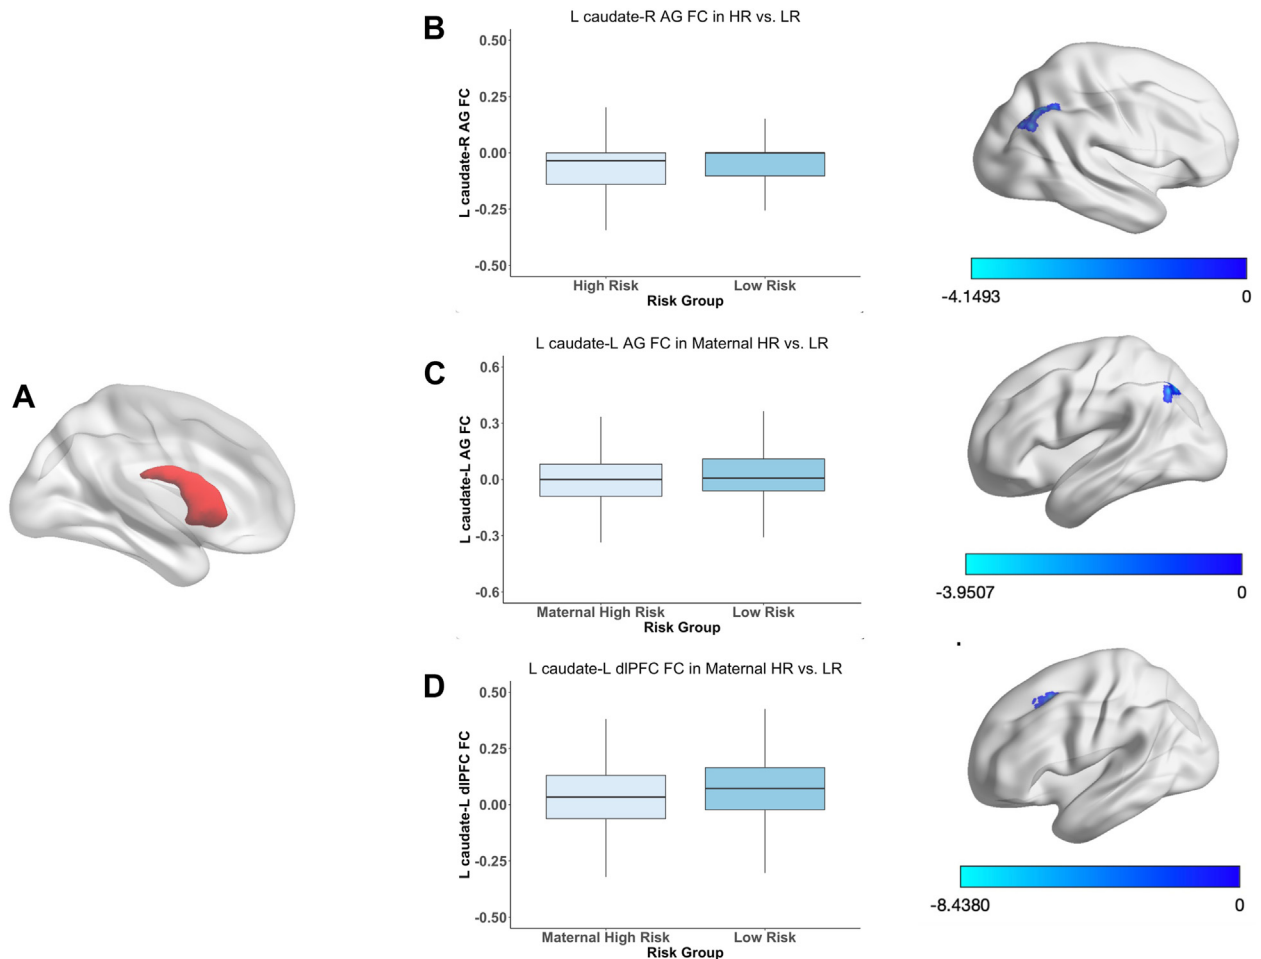 A
B
L caudate-R AG FC in HR vs. LR
L caudate-R AG FC
0.50
0.25
0.00
-0.25
-0.50
High Risk
Low Risk
Risk Group
-4.1493
0
C
L caudate-L AG FC in Maternal HR vs. LR
L caudate-L AG FC
0.6
0.3
0.0
-0.3
-0.6
Maternal High Risk
Low Risk
Risk Group
-3.9507
0
D
L caudate-L dlPFC FC in Maternal HR vs. LR
L caudate-L dlPFC FC
0.50
0.25
0.00
-0.25
-0.50
Maternal High Risk
Low Risk
Risk Group
-8.4380
0